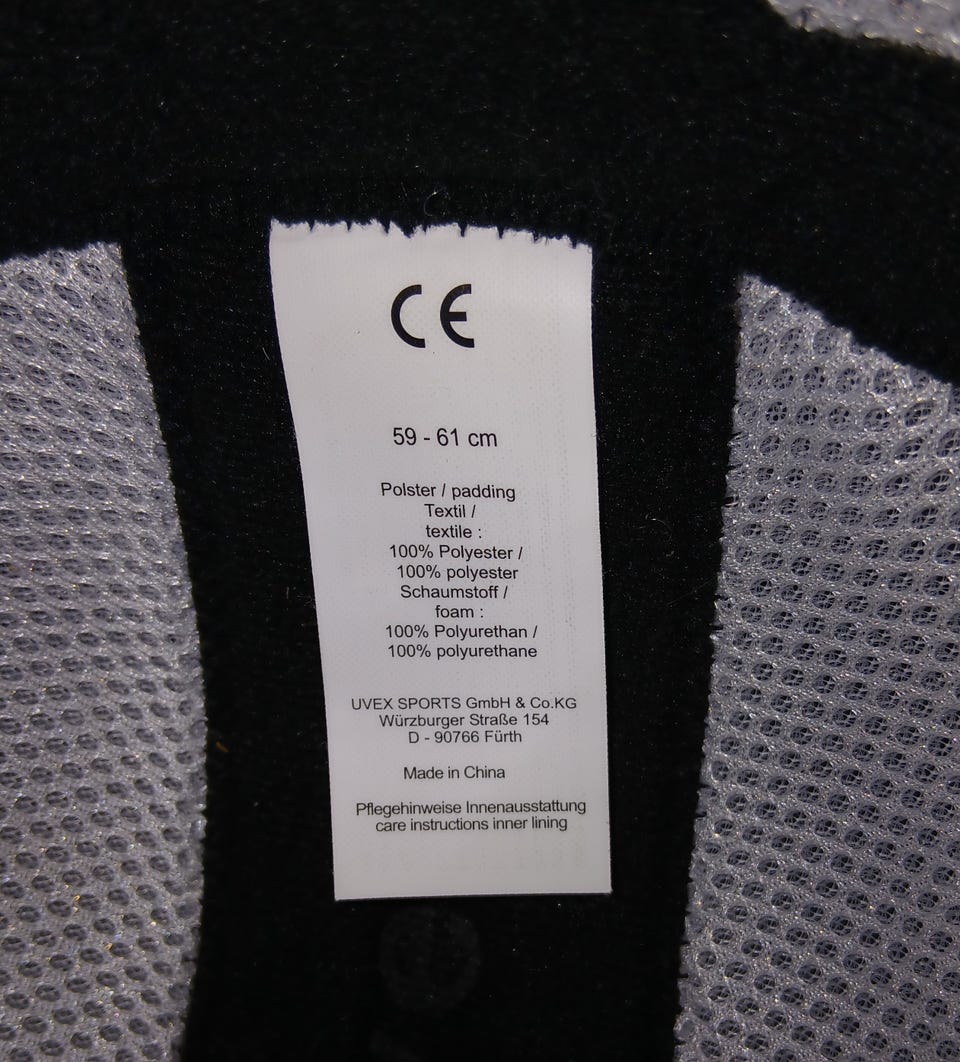 CE
59 - 61 cm
Polster / padding
Textil /
textile :
100% Polyester /
100% polyester
Schaumstoff /
foam :
100% Polyurethan /
100% polyurethane
UVEX SPORTS GmbH & Co.KG
Würzburger Straße 154
D - 90766 Fürth
Made in China
Pflegehinweise Innenausstattung
care instructions inner lining